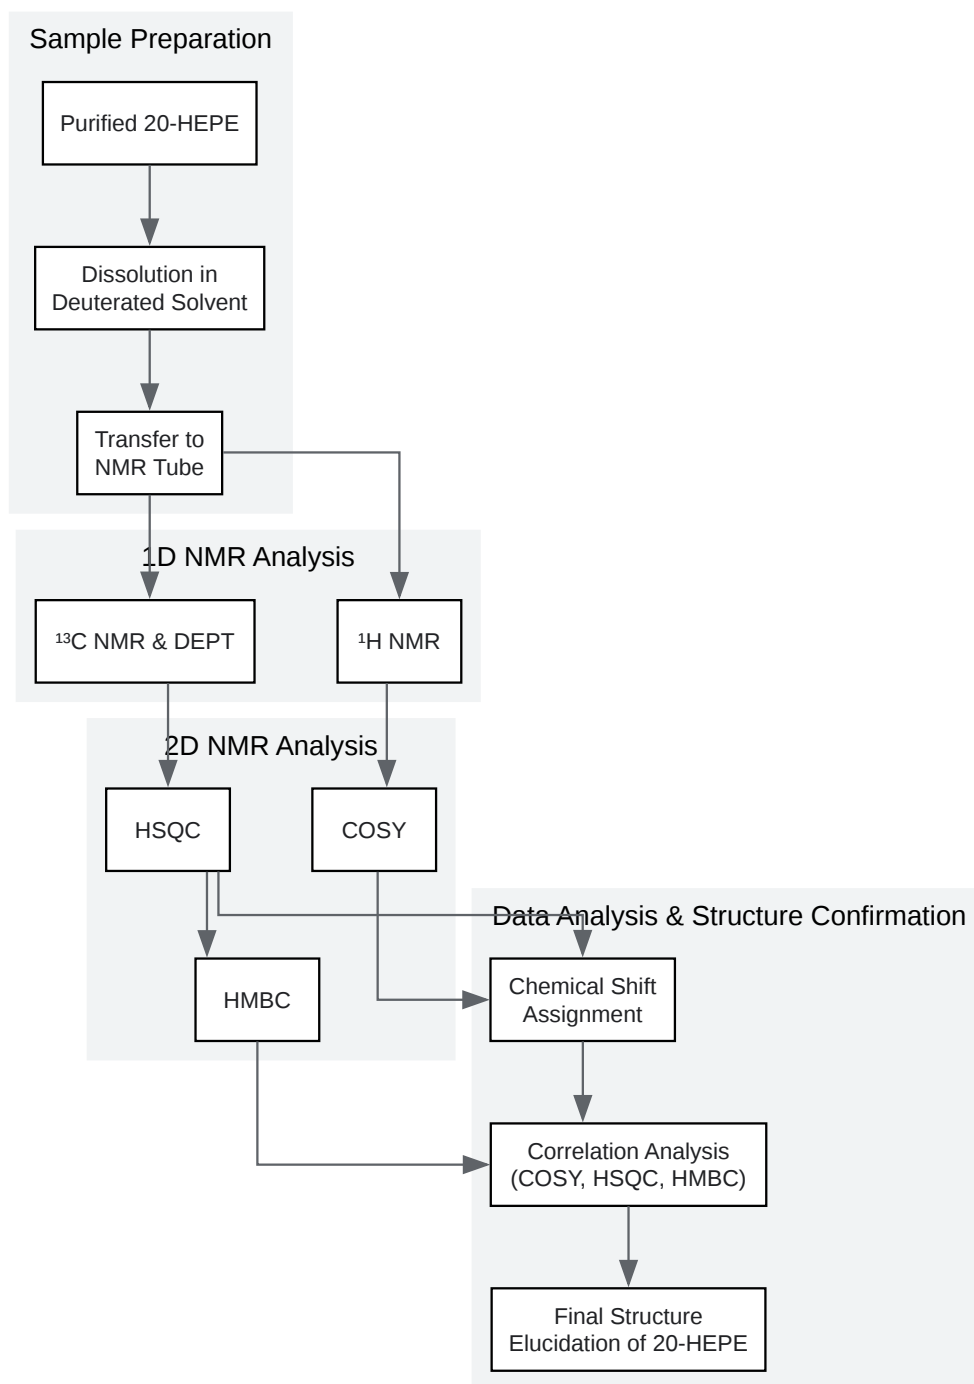 Sample Preparation
Purified 20-HEPE
Dissolution in
Deuterated Solvent
Transfer to
NMR Tube
1D NMR Analysis
¹³C NMR & DEPT
¹H NMR
2D NMR Analysis
HSQC
COSY
Data Analysis & Structure Confirmation
HMBC
Chemical Shift
Assignment
Correlation Analysis
(COSY, HSQC, HMBC)
Final Structure
Elucidation of 20-HEPE